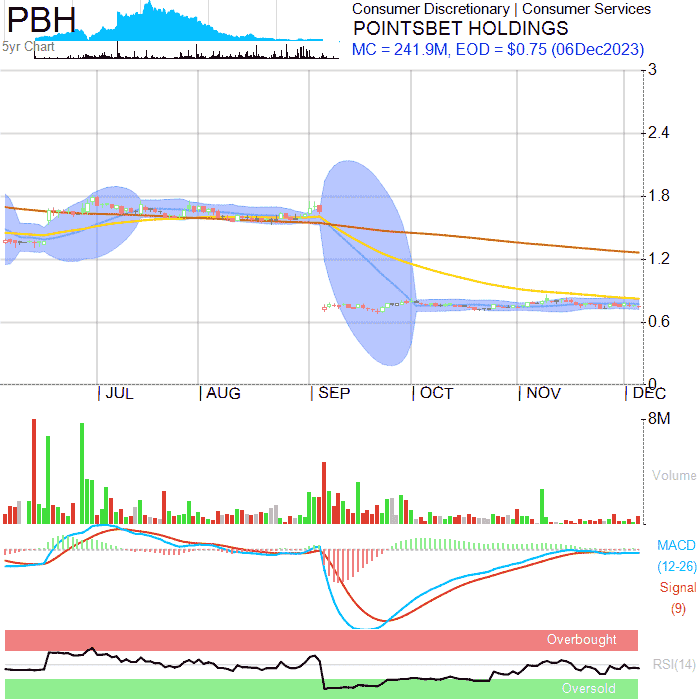 PBH
5yr Chart
Consumer Discretionary | Consumer Services
POINTSBET HOLDINGS
MC = 241.9M, EOD = $0.75 (06Dec2023)
3
2.4
1.8
1.2
0.6
0
JUL AUG SEP OCT NOV DEC
8M
Volume
MACD
(12-26)
Signal
(9)
Overbought
RSI(14)
Oversold